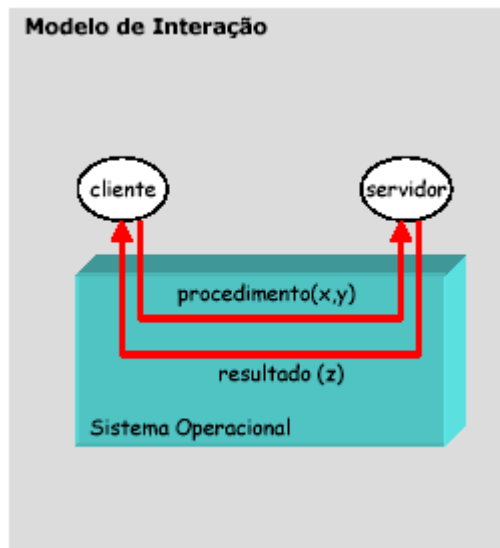 Modelo de Interação
cliente
servidor
procedimento(x,y)
resultado (z)
Sistema Operacional